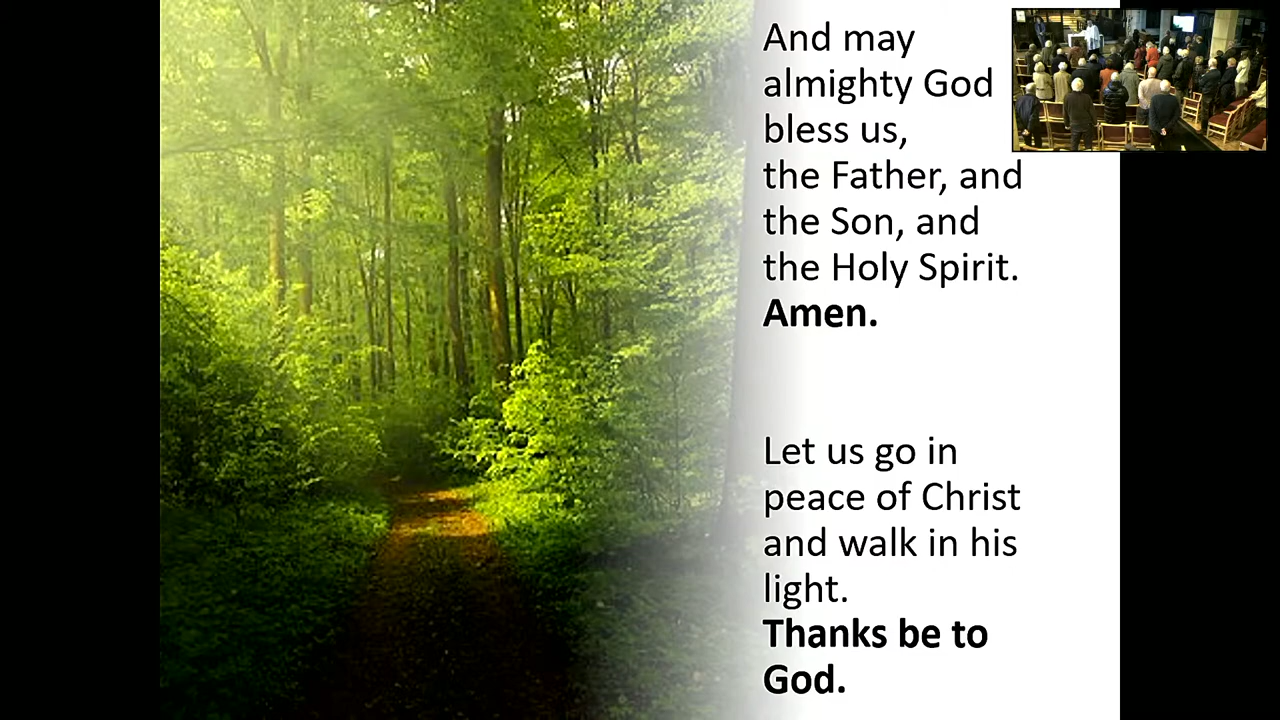 And may
almighty God
bless us,
the Father, and
the Son, and
the Holy Spirit.
Amen.
Let us go in
peace of Christ
and walk in his
light.
Thanks be to
God.